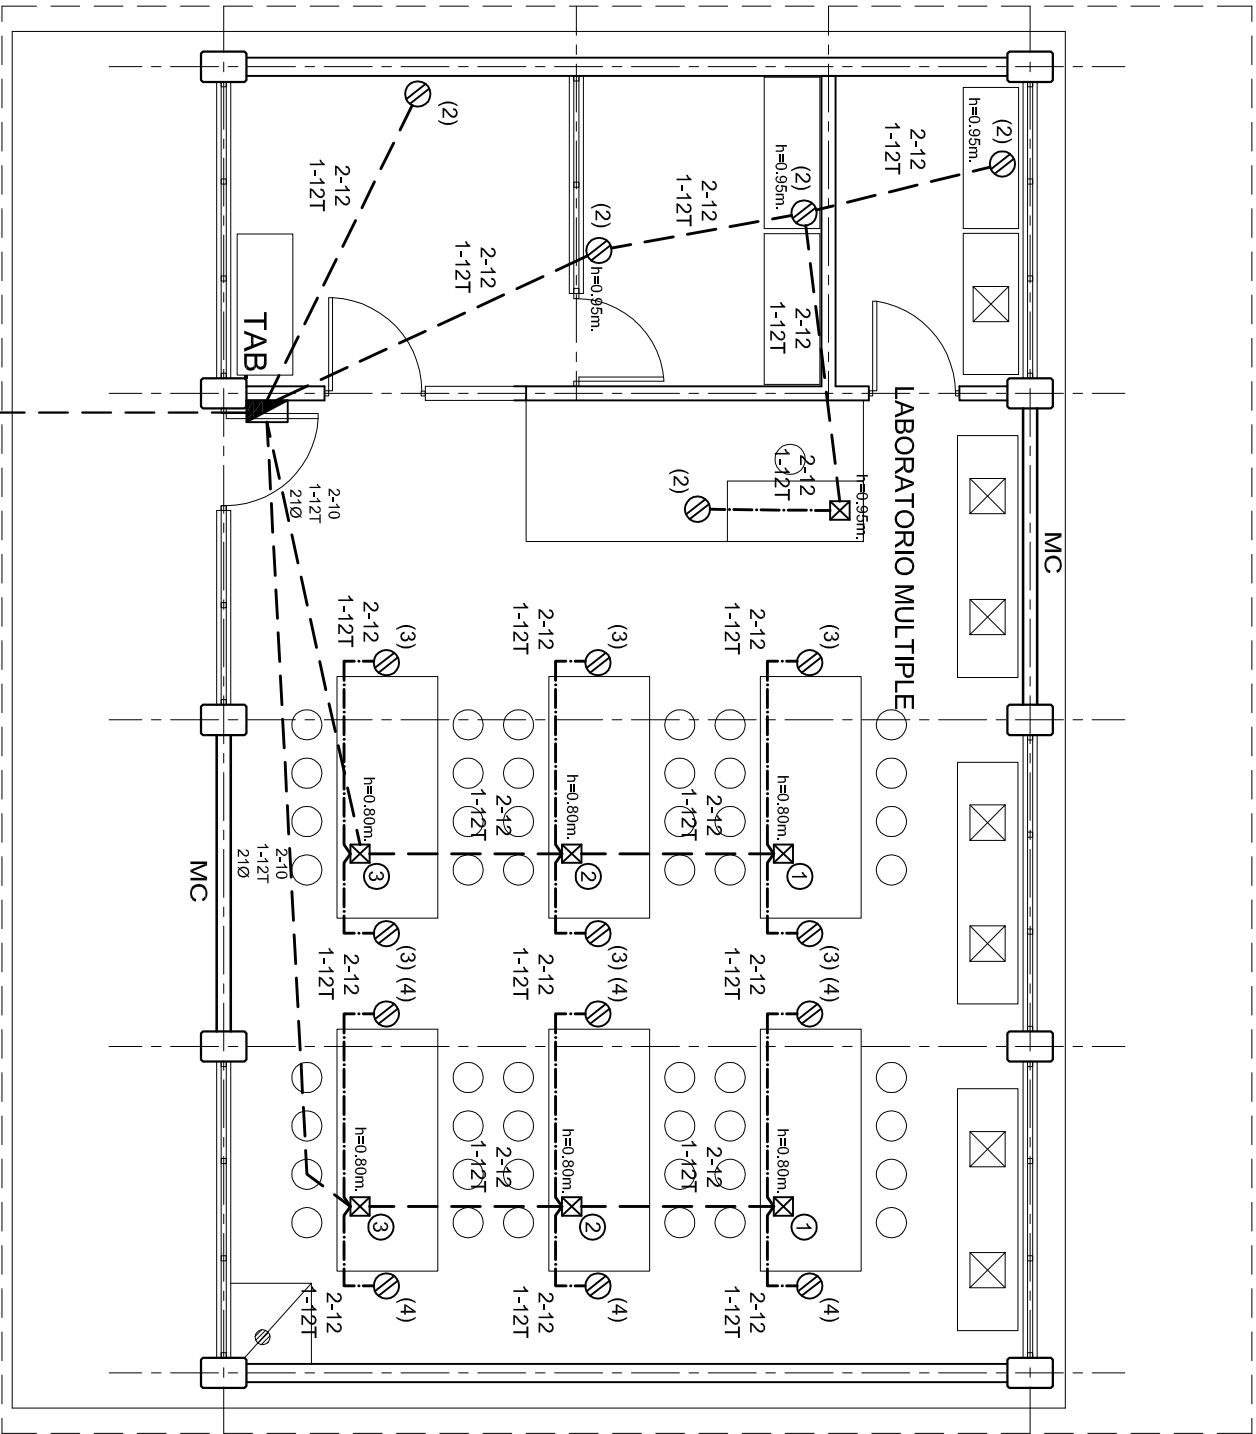 (2)
h=0.95m.
2-12
1-12T
(2)
h=0.95m.
2-12
1-12T
(2)
h=0.95m.
2-12
1-12T
(2)
2-12
1-12T
2-12
1-12T
TAB
LABORATORIO MULTIPLE
MC
h=0.95m.
2-12
1-12T
(2)
2-10
1-12T
21Ø
(3)
2-12
1-12T
(3)
2-12
1-12T
(3)
2-12
1-12T
h=0.80m.
1
2-12
1-12T
h=0.80m.
2
2-12
1-12T
h=0.80m.
3
2-10
1-12T
21Ø
MC
(3) (4)
2-12
1-12T
(3) (4)
2-12
1-12T
(3) (4)
2-12
1-12T
h=0.80m.
1
2-12
1-12T
h=0.80m.
2
2-12
1-12T
h=0.80m.
3
(4)
2-12
1-12T
(4)
2-12
1-12T
(4)
2-12
1-12T